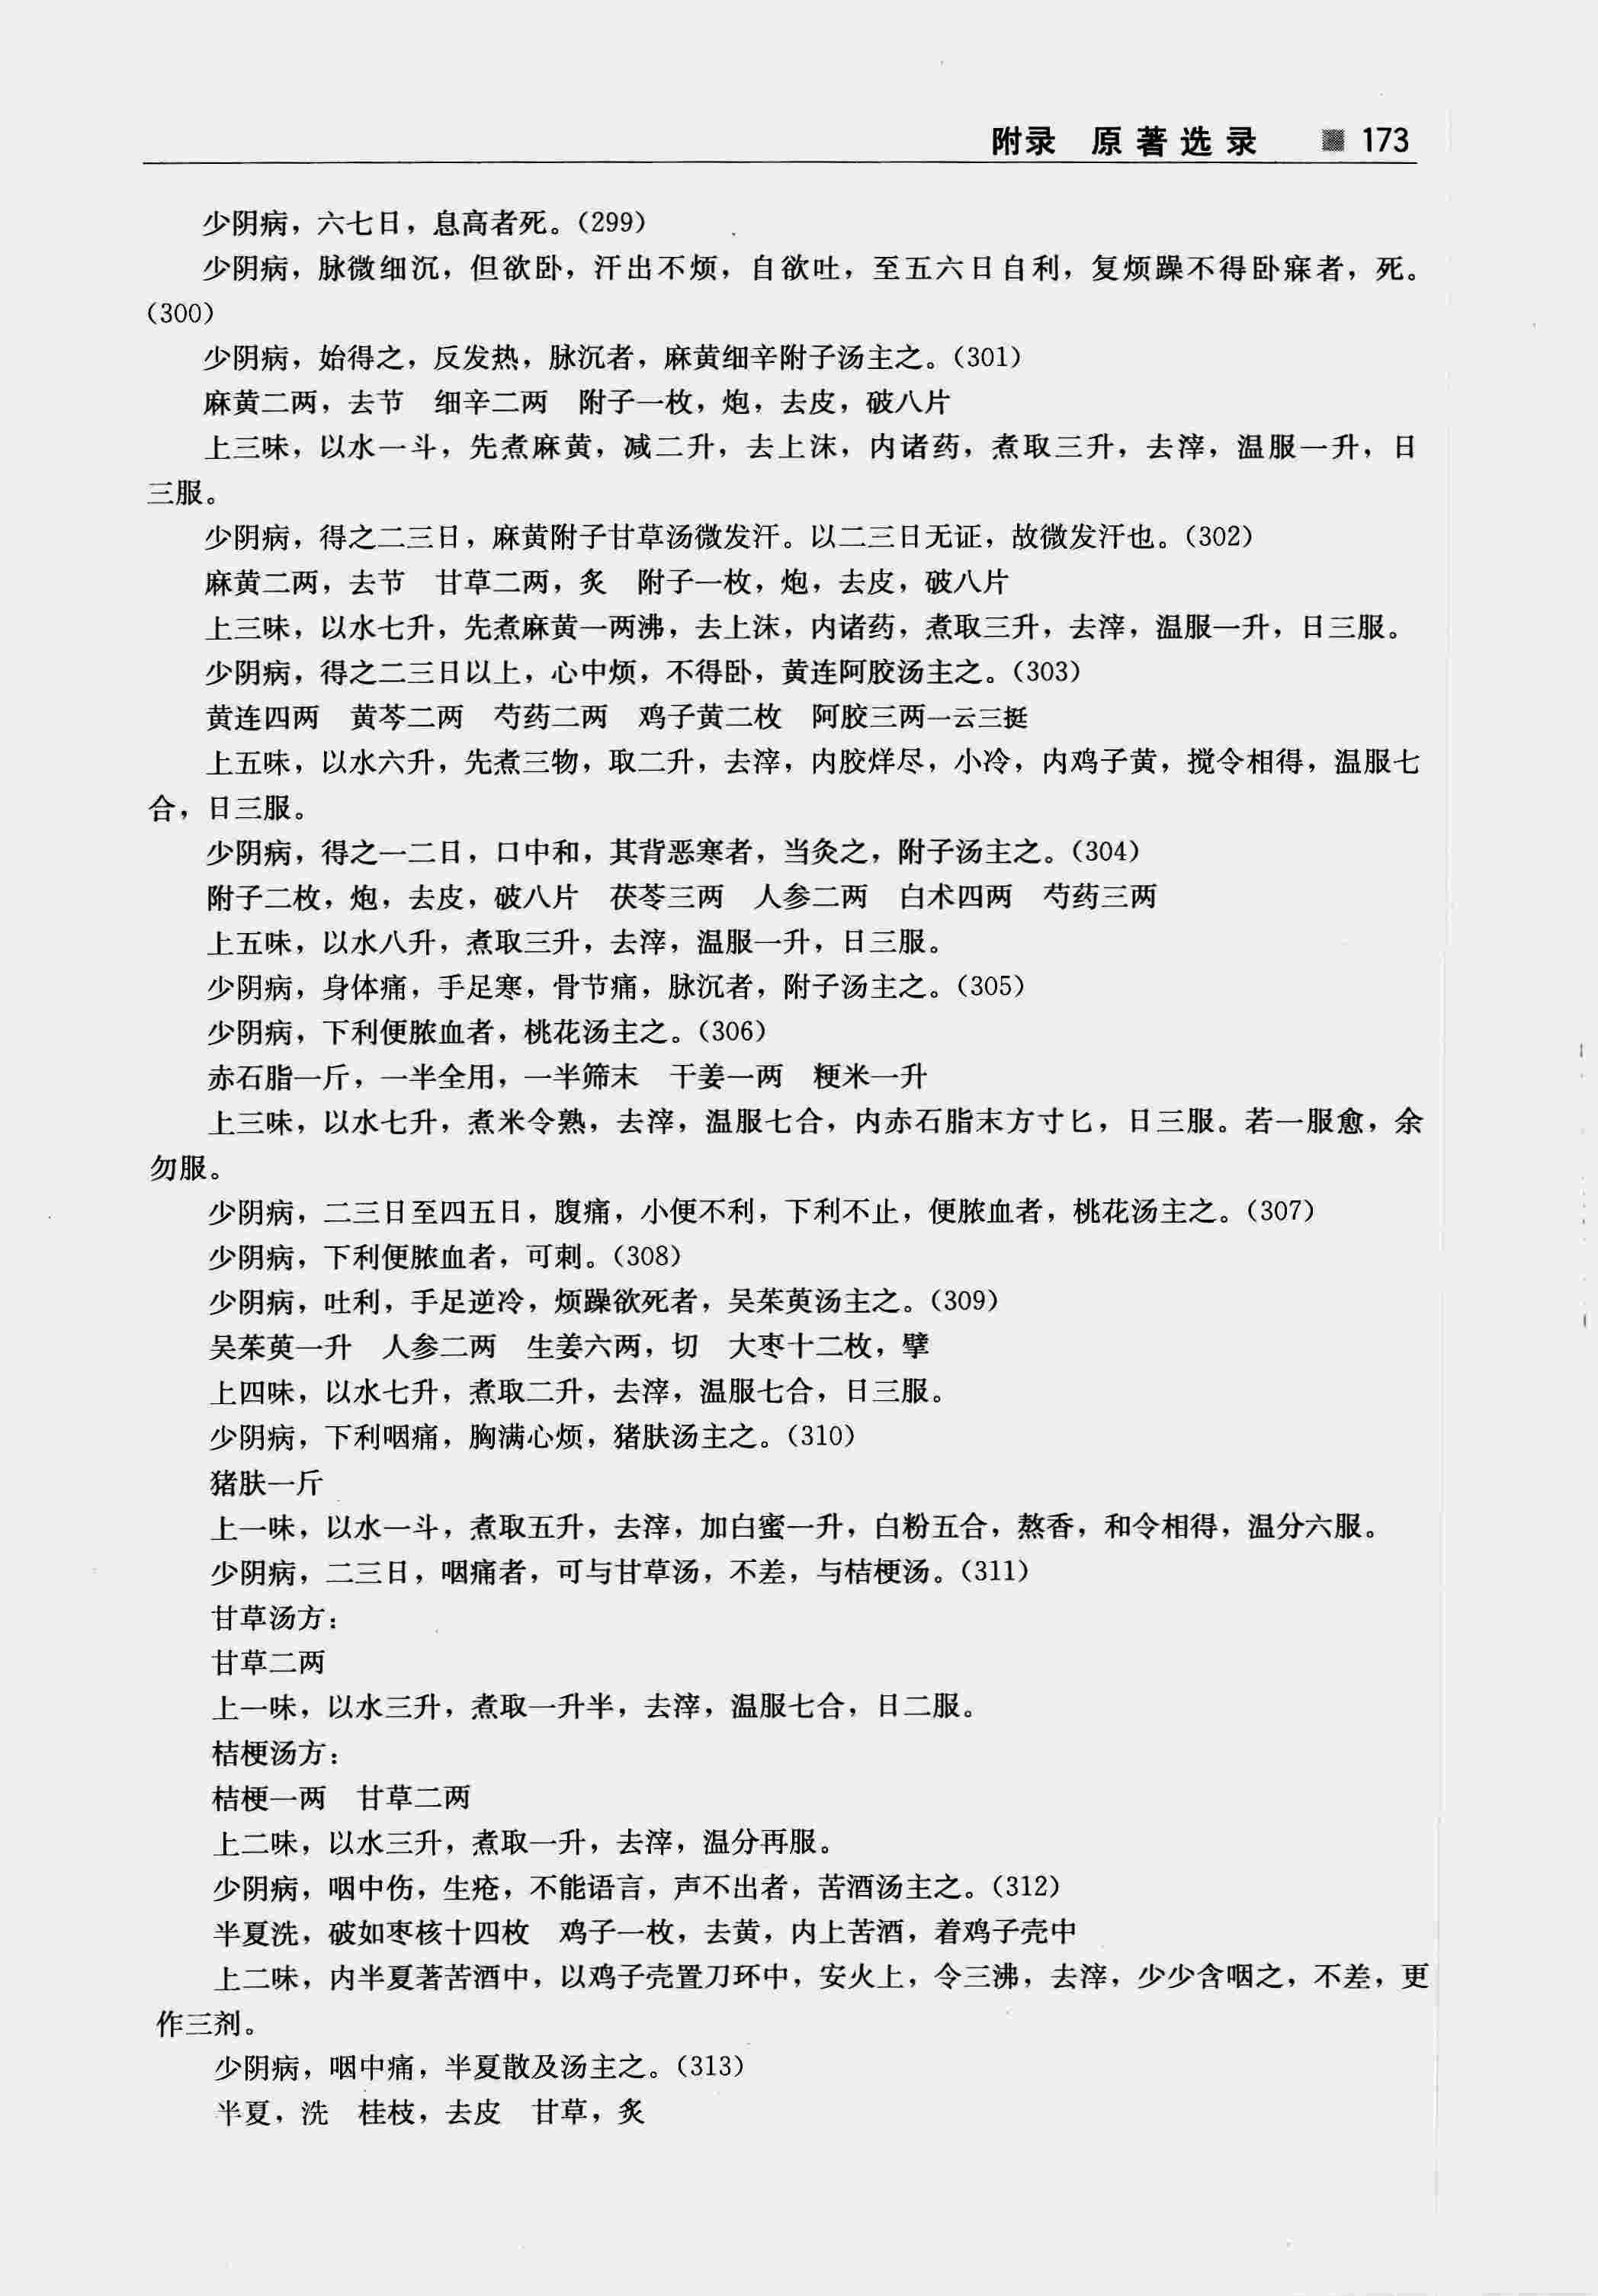 附录　原著选录　173
少阴病，六七日，息高者死。（299）
少阴病，脉微细沉，但欲卧，汗出不烦，自欲吐，至五六日自利，复烦躁不得卧寐者，死。
（300）
少阴病，始得之，反发热，脉沉者，麻黄细辛附子汤主之。（301）
麻黄二两，去节　细辛二两　附子一枚，炮，去皮，破八片
上三味，以水一斗，先煮麻黄，减二升，去上沫，内诸药，煮取三升，去滓，温服一升，日
三服。
少阴病，得之二三日，麻黄附子甘草汤微发汗。以二三日无证，故微发汗也。（302）
麻黄二两，去节　甘草二两，炙　附子一枚，炮，去皮，破八片
上三味，以水七升，先煮麻黄一两沸，去上沫，内诸药，煮取三升，去滓，温服一升，日三服。
少阴病，得之二三日以上，心中烦，不得卧，黄连阿胶汤主之。（303）
黄连四两　黄芩二两　芍药二两　鸡子黄二枚　阿胶三两一云三挺
上五味，以水六升，先煮三物，取二升，去滓，内胶烊尽，小冷，内鸡子黄，搅令相得，温服七
合，日三服。
少阴病，得之一二日，口中和，其背恶寒者，当灸之，附子汤主之。（304）
附子二枚，炮，去皮，破八片　茯苓三两　人参二两　白术四两　芍药三两
上五味，以水八升，煮取三升，去滓，温服一升，日三服。
少阴病，身体痛，手足寒，骨节痛，脉沉者，附子汤主之。（305）
少阴病，下利便脓血者，桃花汤主之。（306）
赤石脂一斤，一半全用，一半筛末　干姜一两　粳米一升
上三味，以水七升，煮米令熟，去滓，温服七合，内赤石脂末方寸匕，日三服。若一服愈，余
勿服。
少阴病，二三日至四五日，腹痛，小便不利，下利不止，便脓血者，桃花汤主之。（307）
少阴病，下利便脓血者，可刺。（308）
少阴病，吐利，手足逆冷，烦躁欲死者，吴茱萸汤主之。（309）
吴茱萸一升　人参二两　生姜六两，切　大枣十二枚，擘
上四味，以水七升，煮取二升，去滓，温服七合，日三服。
少阴病，下利咽痛，胸满心烦，猪肤汤主之。（310）
猪肤一斤
上一味，以水一斗，煮取五升，去滓，加白蜜一升，白粉五合，熬香，和令相得，温分六服。
少阴病，二三日，咽痛者，可与甘草汤，不差，与桔梗汤。（311）
甘草汤方：
甘草二两
上一味，以水三升，煮取一升半，去滓，温服七合，日二服。
桔梗汤方：
桔梗一两　甘草二两
上二味，以水三升，煮取一升，去滓，温分再服。
少阴病，咽中伤，生疮，不能语言，声不出者，苦酒汤主之。（312）
半夏洗，破如枣核十四枚　鸡子一枚，去黄，内上苦酒，着鸡子壳中
上二味，内半夏著苦酒中，以鸡子壳置刀环中，安火上，令三沸，去滓，少少含咽之，不差，更
作三剂。
少阴病，咽中痛，半夏散及汤主之。（313）
半夏，洗　桂枝，去皮　甘草，炙